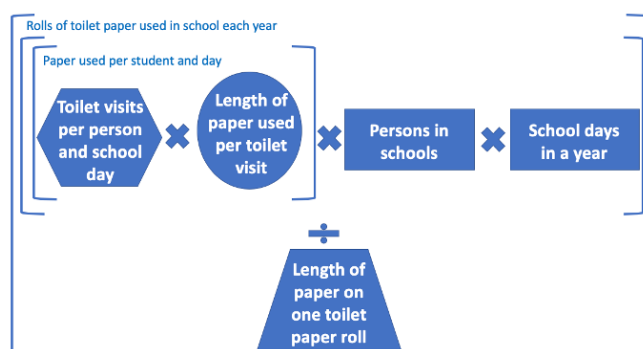 Rolls of toilet paper used in school each year
Paper used per student and day
Toilet visits
per person
and school
day
Length of
paper used
per toilet
visit
Persons in
schools
School days
in a year
Length of
paper on
one toilet
paper roll